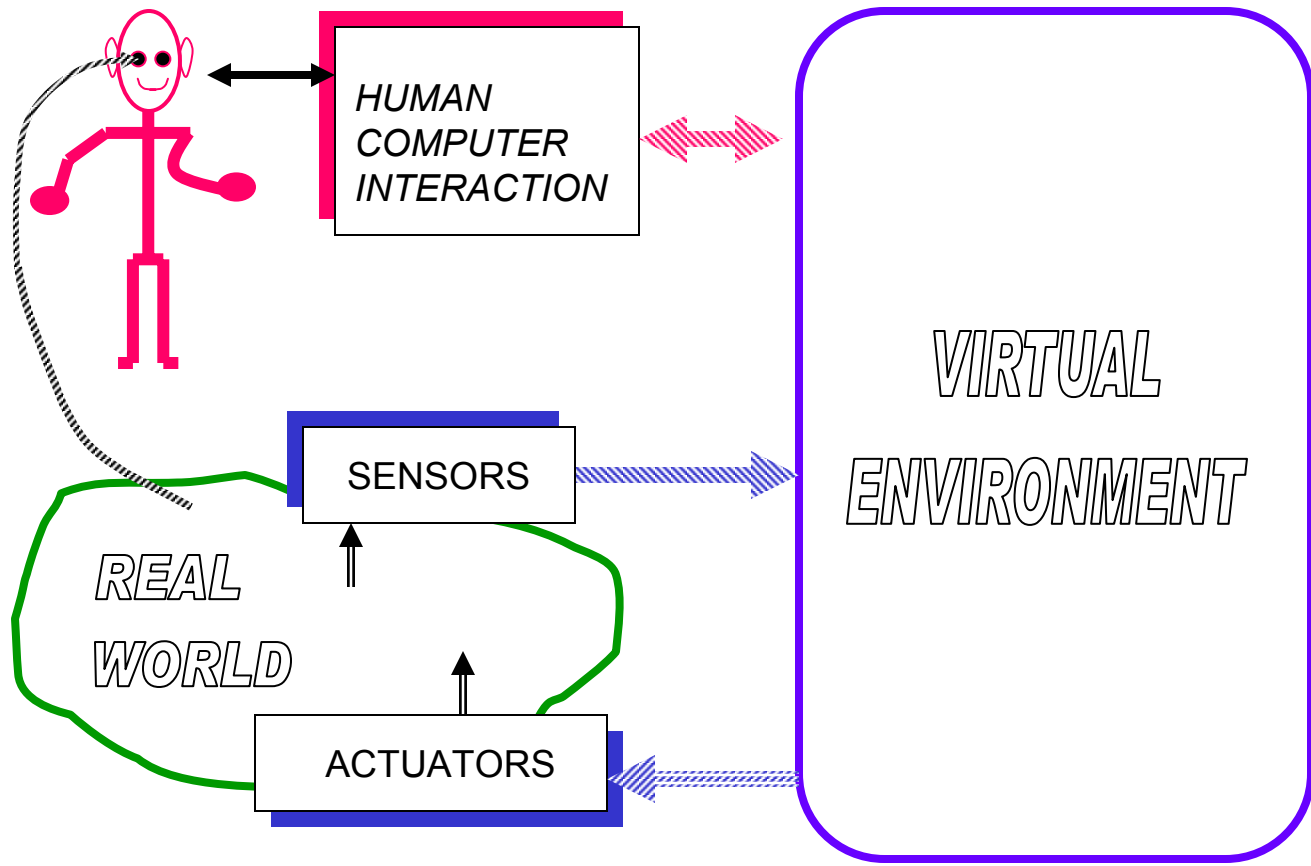 HUMAN
COMPUTER
INTERACTION
VIRTUAL
ENVIRONMENT
SENSORS
REAL
WORLD
ACTUATORS